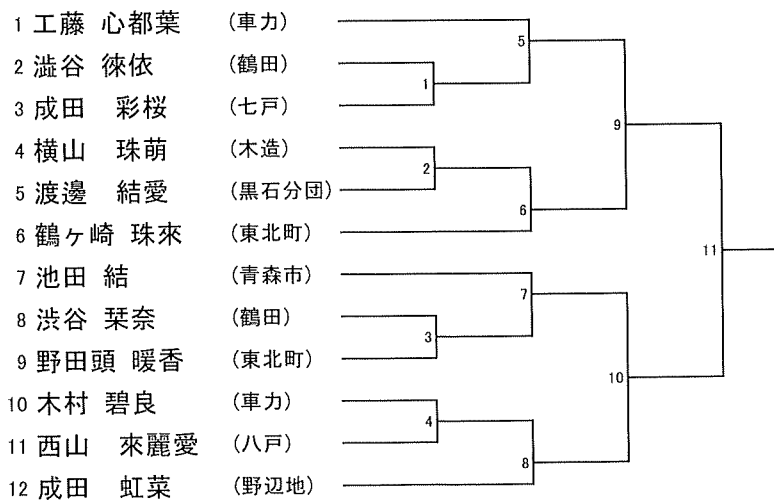 1 工藤 心都葉 (車力)
2 澁谷 徠依 (鶴田)
3 成田 彩桜 (七戸)
4 横山 珠萌 (木造)
5 渡邊 結愛 (黒石分団)
6 鶴ヶ崎 珠來 (東北町)
7 池田 結 (青森市)
8 渋谷 栞奈 (鶴田)
9 野田頭 暖香 (東北町)
10 木村 碧良 (車力)
11 西山 來麗愛 (八戸)
12 成田 虹菜 (野辺地)
5
1
9
2
6
11
7
3
10
4
8